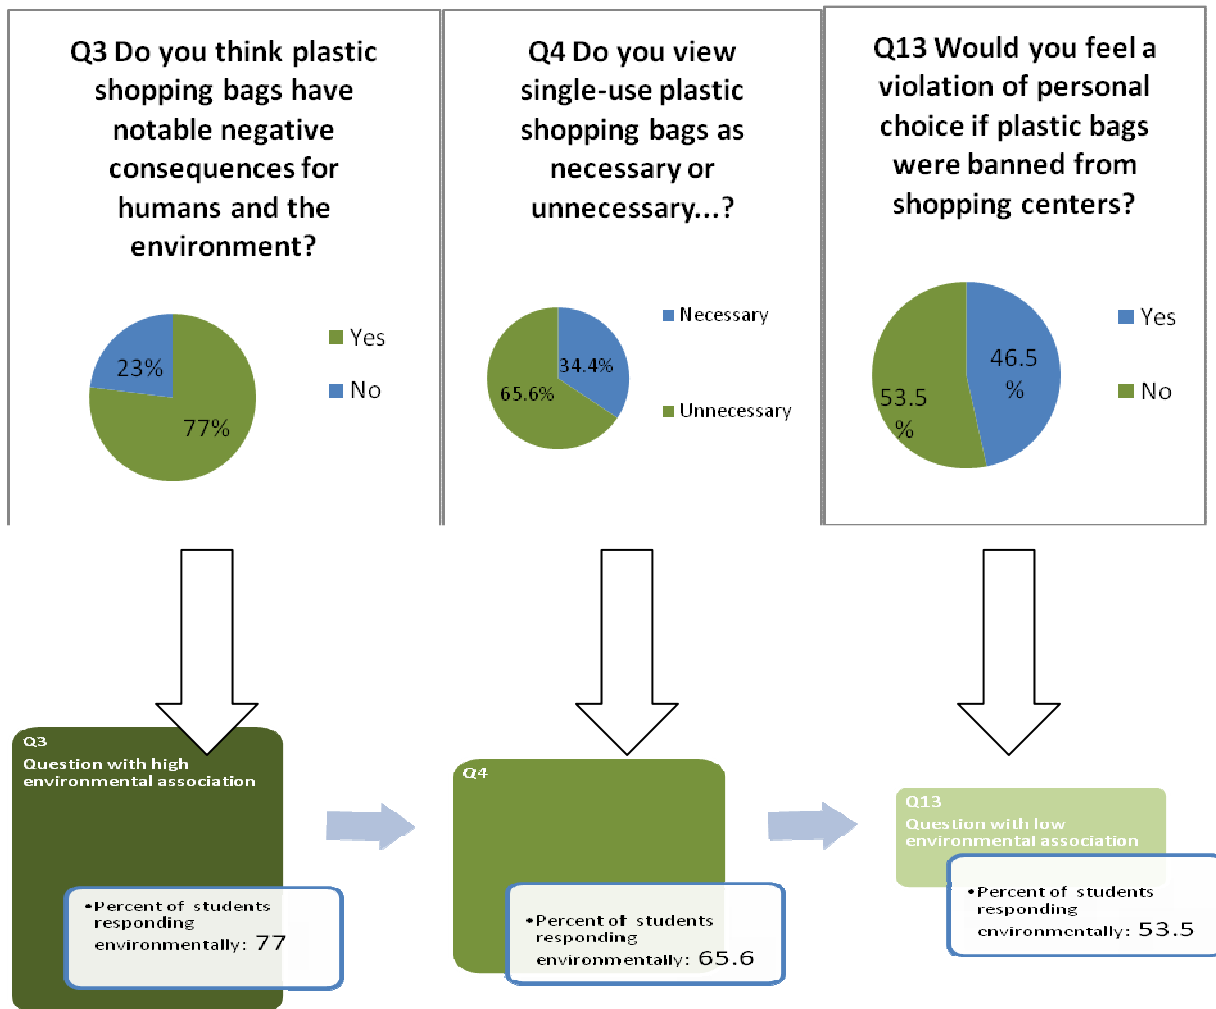 Q3 Do you think plastic
shopping bags have
notable negative
consequences for
humans and the
environment?
23%
77%
Yes
No
Q4 Do you view
single-use plastic
shopping bags as
necessary or
unnecessary...?
34.4%
65.6%
Necessary
Unnecessary
Q13 Would you feel a
violation of personal
choice if plastic bags
were banned from
shopping centers?
46.5
%
53.5
%
Yes
No
Q3
Question with high
environmental association
•Percent of students
responding
environmentally: 77
Q4
•Percent of students
responding
environmentally: 65.6
Q13
Question with low
environmental association
•Percent of students
responding
environmentally: 53.5